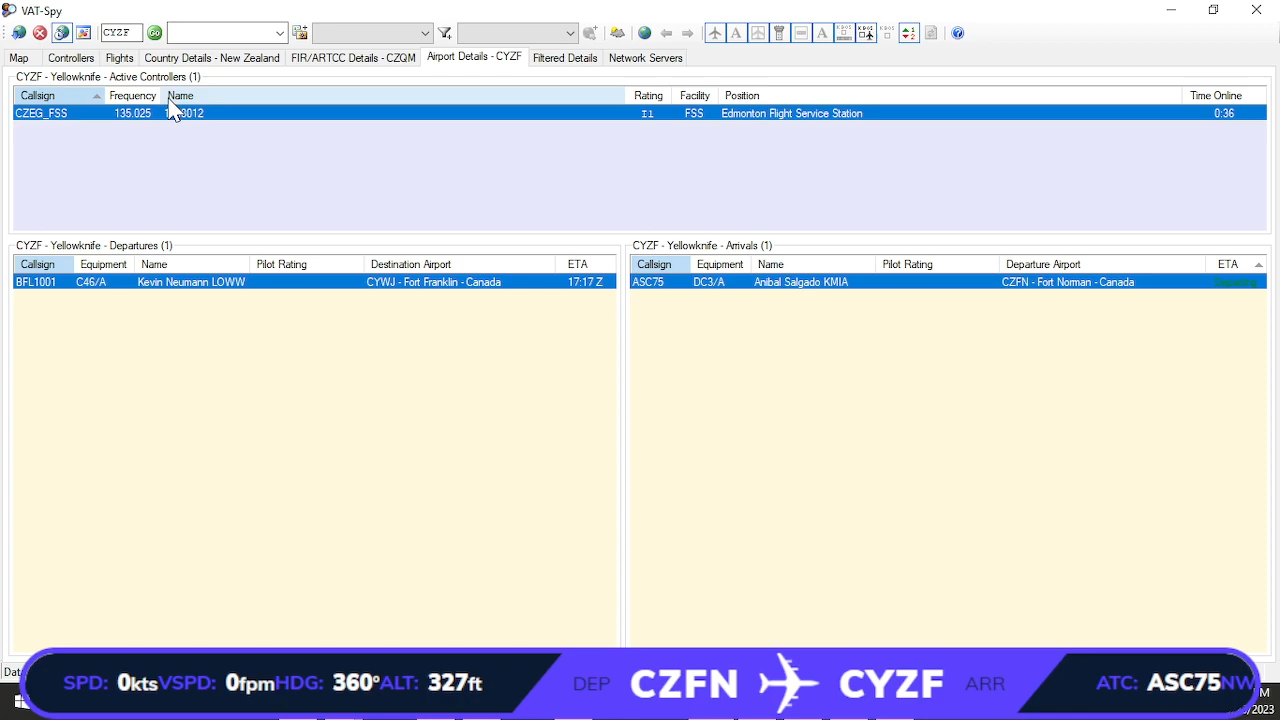 VAT-Spy
CYZF
Map Controllers Flights Country Details - New Zealand FIR/ARTCC Details - CZQM Airport Details - CYZF Filtered Details Network Servers
CYZF - Yellowknife - Active Controllers (1)
Callsign Frequency Name Rating Facility Position Time Online
CZEG_FSS 135.025 I1 FSS Edmonton Flight Service Station 0:36
CYZF - Yellowknife - Departures (1) CYZF - Yellowknife - Arrivals (1)
Callsign Equipment Name Pilot Rating Destination Airport ETA Callsign Equipment Name Pilot Rating Departure Airport ETA
BFL1001 C46/A Kevin Neumann LOWW CYWJ - Fort Franklin - Canada 17:17 Z ASC75 DC3/A Anibal Salgado KMIA CZFN - Fort Norman - Canada Departing
SPD: 0kts VSPD: 0fpm HDG: 360° ALT: 327ft DEP CZFN CYZF ARR ATC: ASC75 NW